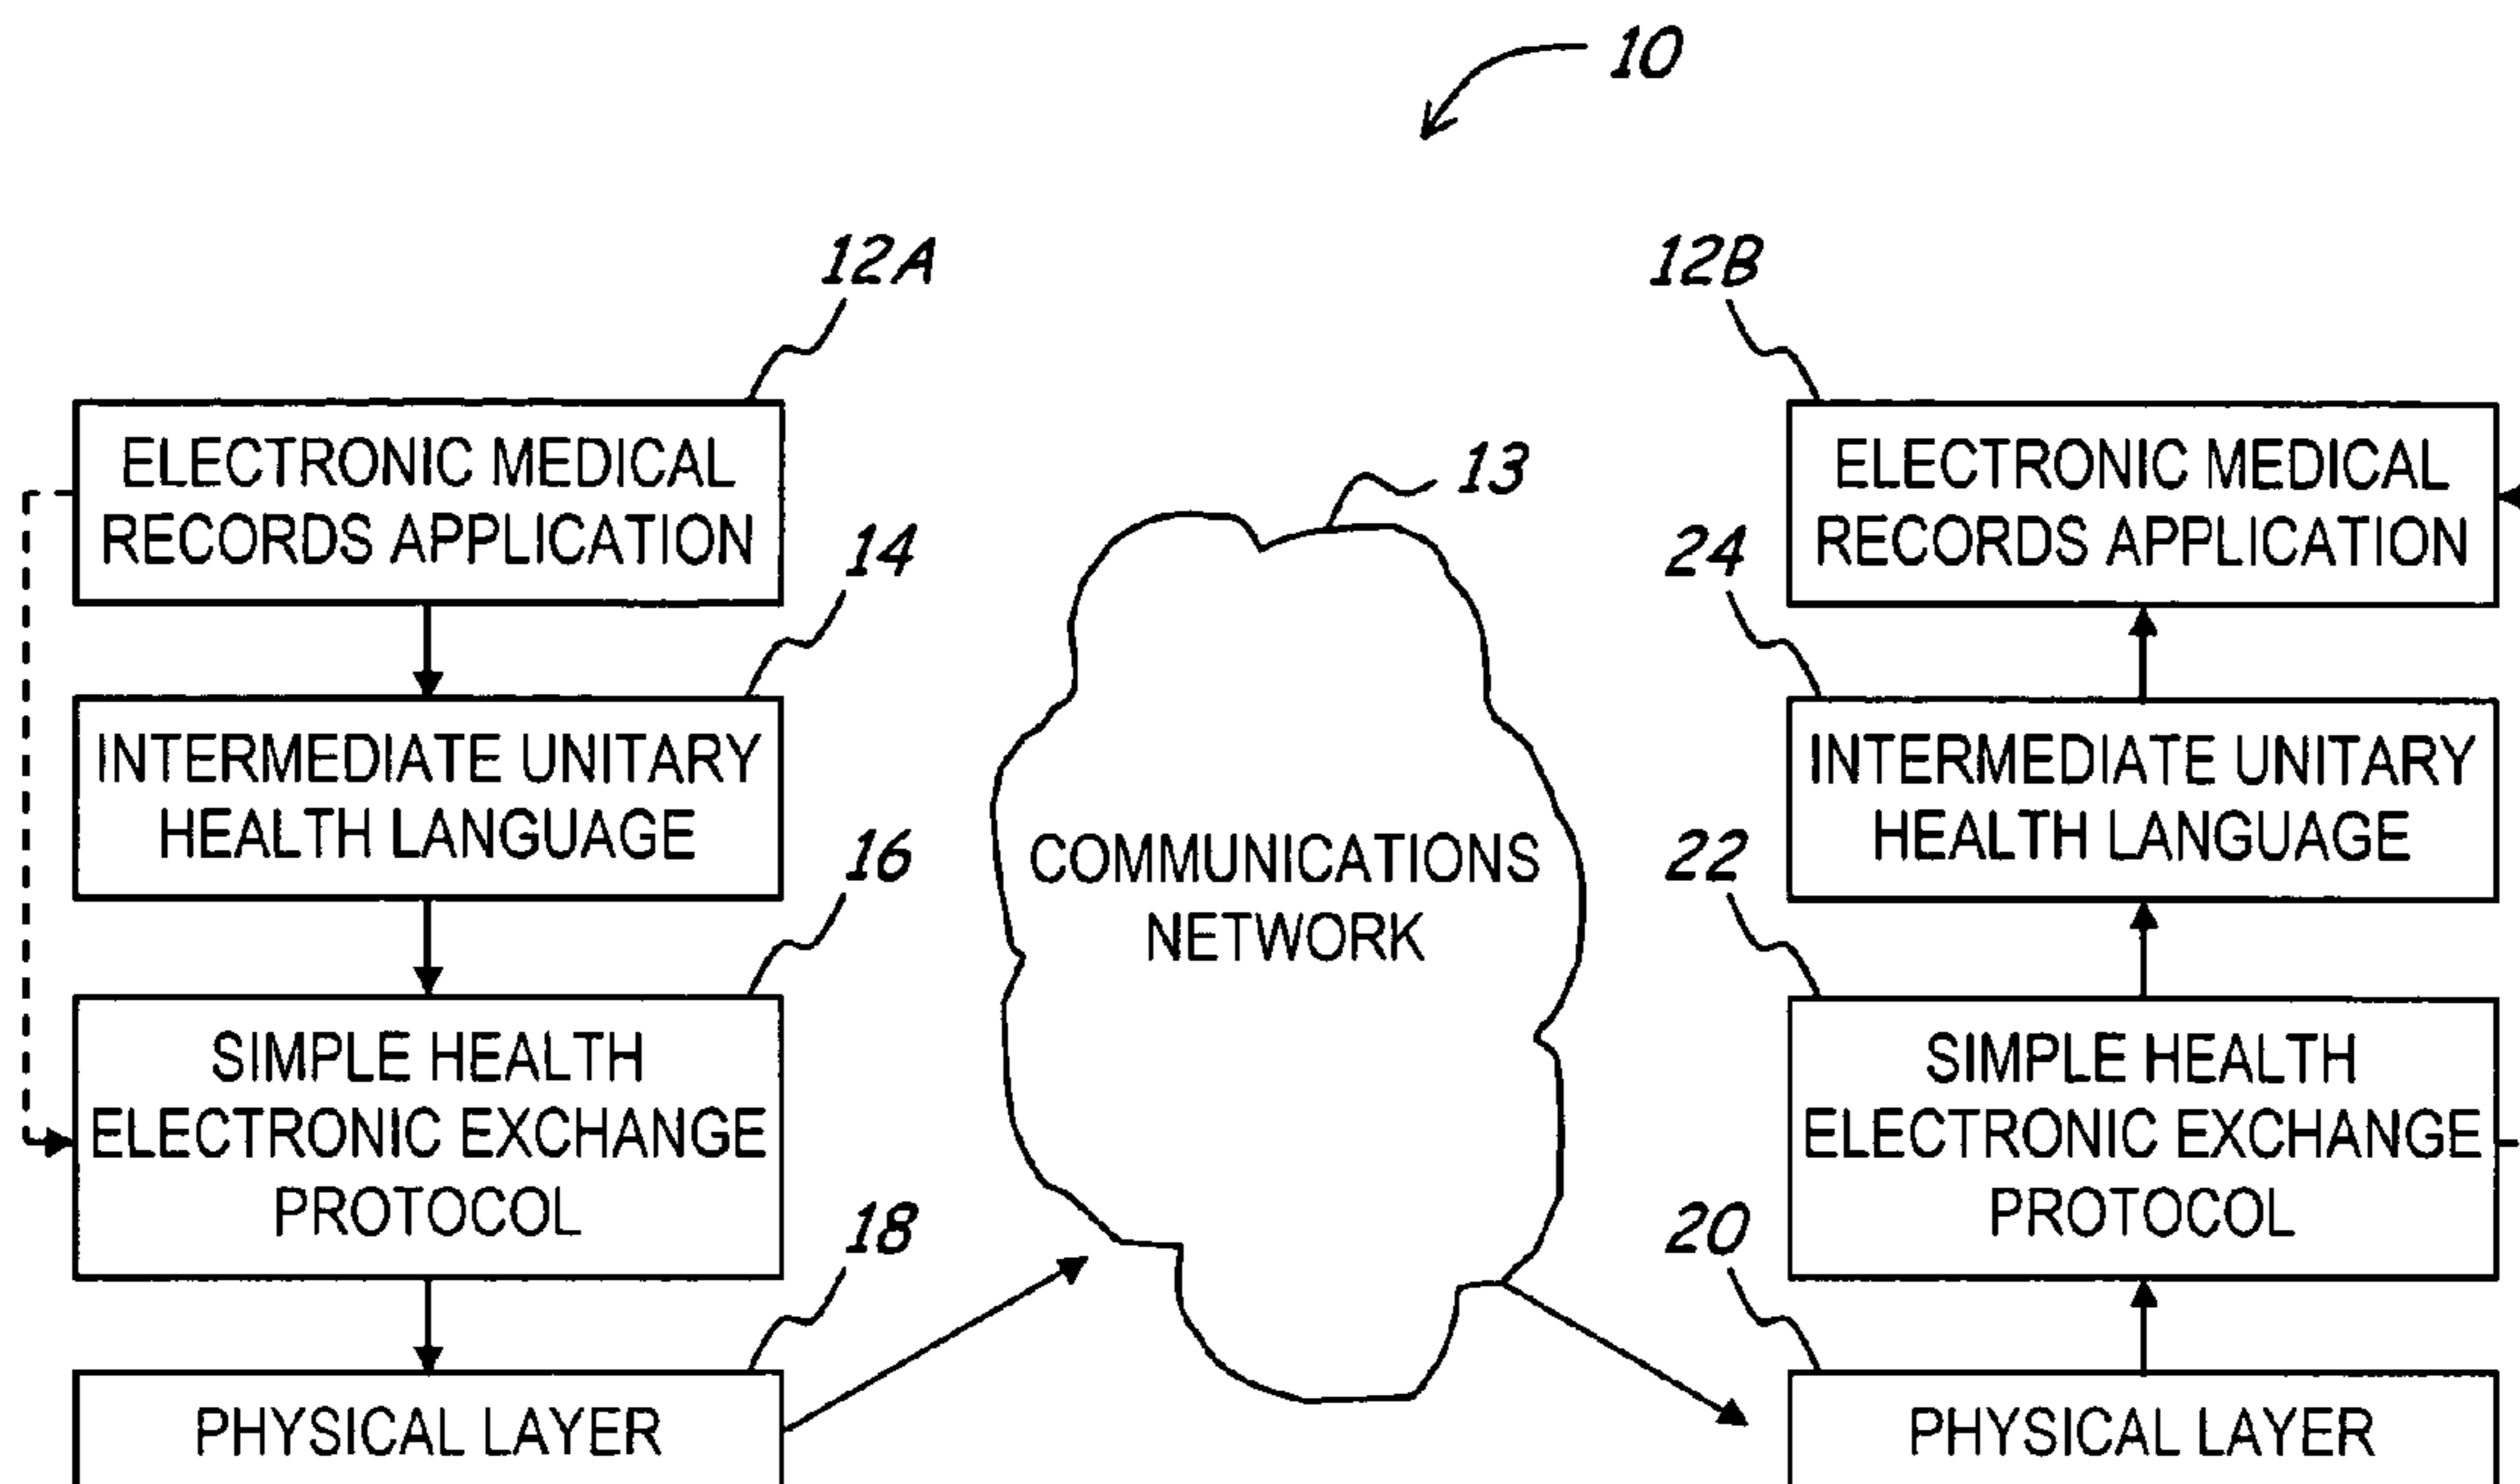 10
12A
ELECTRONIC MEDICAL
RECORDS APPLICATION
14
INTERMEDIATE UNITARY
HEALTH LANGUAGE
16
SIMPLE HEALTH
ELECTRONIC EXCHANGE
PROTOCOL
18
PHYSICAL LAYER
13
COMMUNICATIONS
NETWORK
12B
ELECTRONIC MEDICAL
RECORDS APPLICATION
24
INTERMEDIATE UNITARY
HEALTH LANGUAGE
22
SIMPLE HEALTH
ELECTRONIC EXCHANGE
PROTOCOL
20
PHYSICAL LAYER